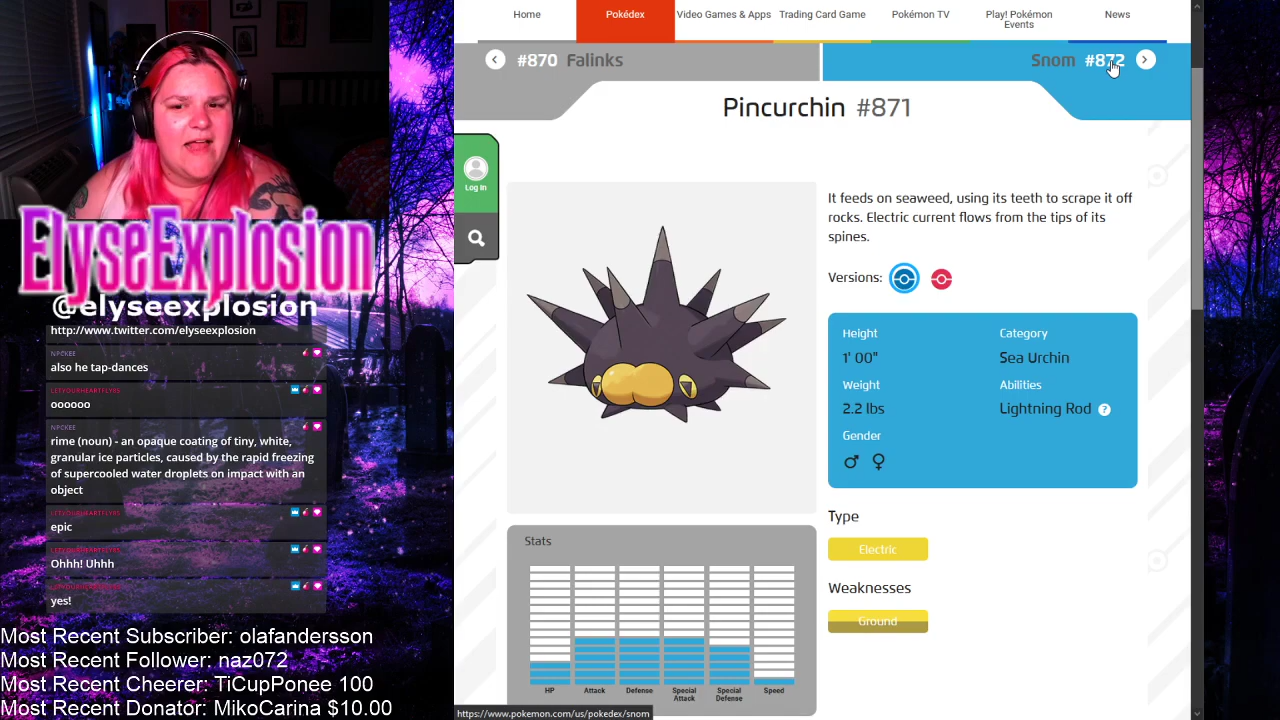 Home
Pokédex
Video Games & Apps
Trading Card Game
Pokémon TV
Play! Pokémon
Events
News
#870 Falinks
Snom #872
Pincurchin #871
Log In
It feeds on seaweed, using its teeth to scrape it off
rocks. Electric current flows from the tips of its
spines.
Versions:
Height
1' 00"
Weight
2.2 lbs
Gender
Category
Sea Urchin
Abilities
Lightning Rod ?
Type
Electric
Weaknesses
Ground
Stats
HP
Attack
Defense
Special
Attack
Special
Defense
Speed
https://www.pokemon.com/us/pokedex/snom
ElyseExplosion
@elyseexplosion
http://www.twitter.com/elyseexplosion
NPCKEE
also he tap-dances
LETYOURHEARTFLY85
oooooo
NPCKEE
rime (noun) - an opaque coating of tiny, white,
granular ice particles, caused by the rapid freezing
of supercooled water droplets on impact with an
object
epic
Ohhh! Uhhh
yes!
Most Recent Subscriber: olafandersson
Most Recent Follower: naz072
Most Recent Cheerer: TiCupPonee 100
Most Recent Donator: MikoCarina $10.00